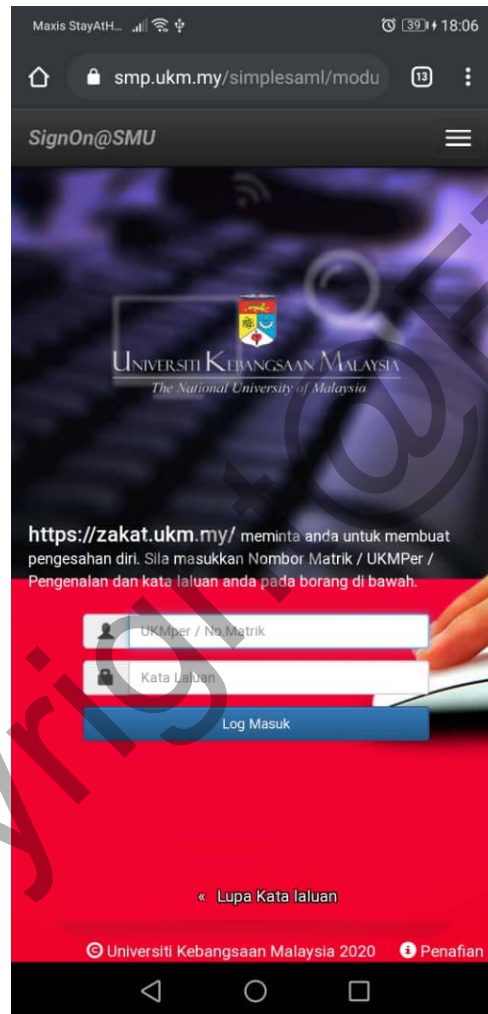 Maxis StayAtH... 39 18:06
smp.ukm.my/simplesaml/modu 13
SignOn@SMU
UNIVERSITI KEBANGSAAN MALAYSIA
The National University of Malaysia
https://zakat.ukm.my/ meminta anda untuk membuat
pengesahan diri. Sila masukkan Nombor Matrik / UKMPer /
Pengenalan dan kata laluan anda pada borang di bawah.
UKMper / No.Matrik
Kata Laluan
Log Masuk
« Lupa Kata laluan
© Universiti Kebangsaan Malaysia 2020 Penafian